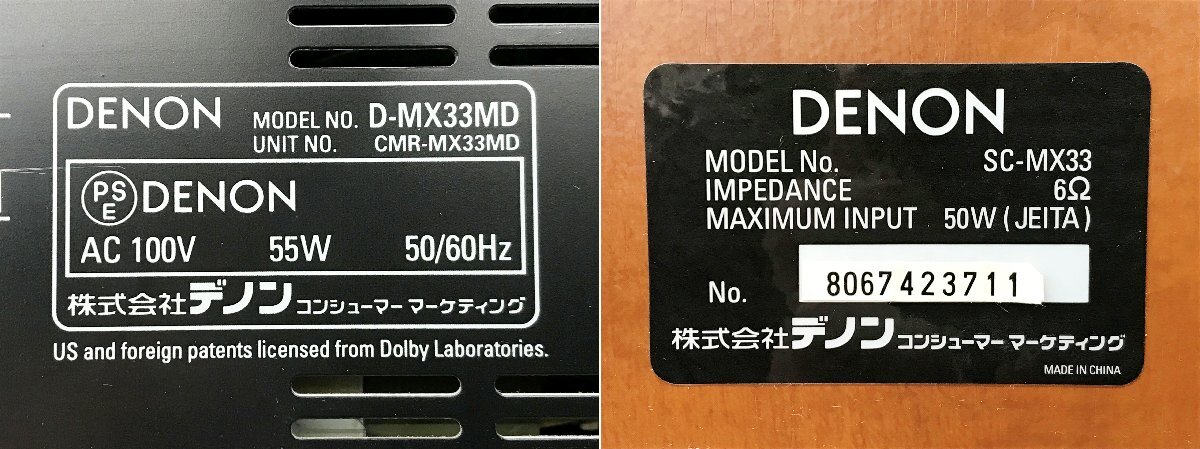 DENON MODEL NO. D-MX33MD
UNIT NO. CMR-MX33MD
PSE DENON
AC 100V 55W 50/60Hz
株式会社デノン コンシューマー マーケティング
US and foreign patents licensed from Dolby Laboratories.
DENON
MODEL No. SC-MX33
IMPEDANCE 6Ω
MAXIMUM INPUT 50W (JEITA)
No. 8067423711
株式会社デノン コンシューマー マーケティング
MADE IN CHINA